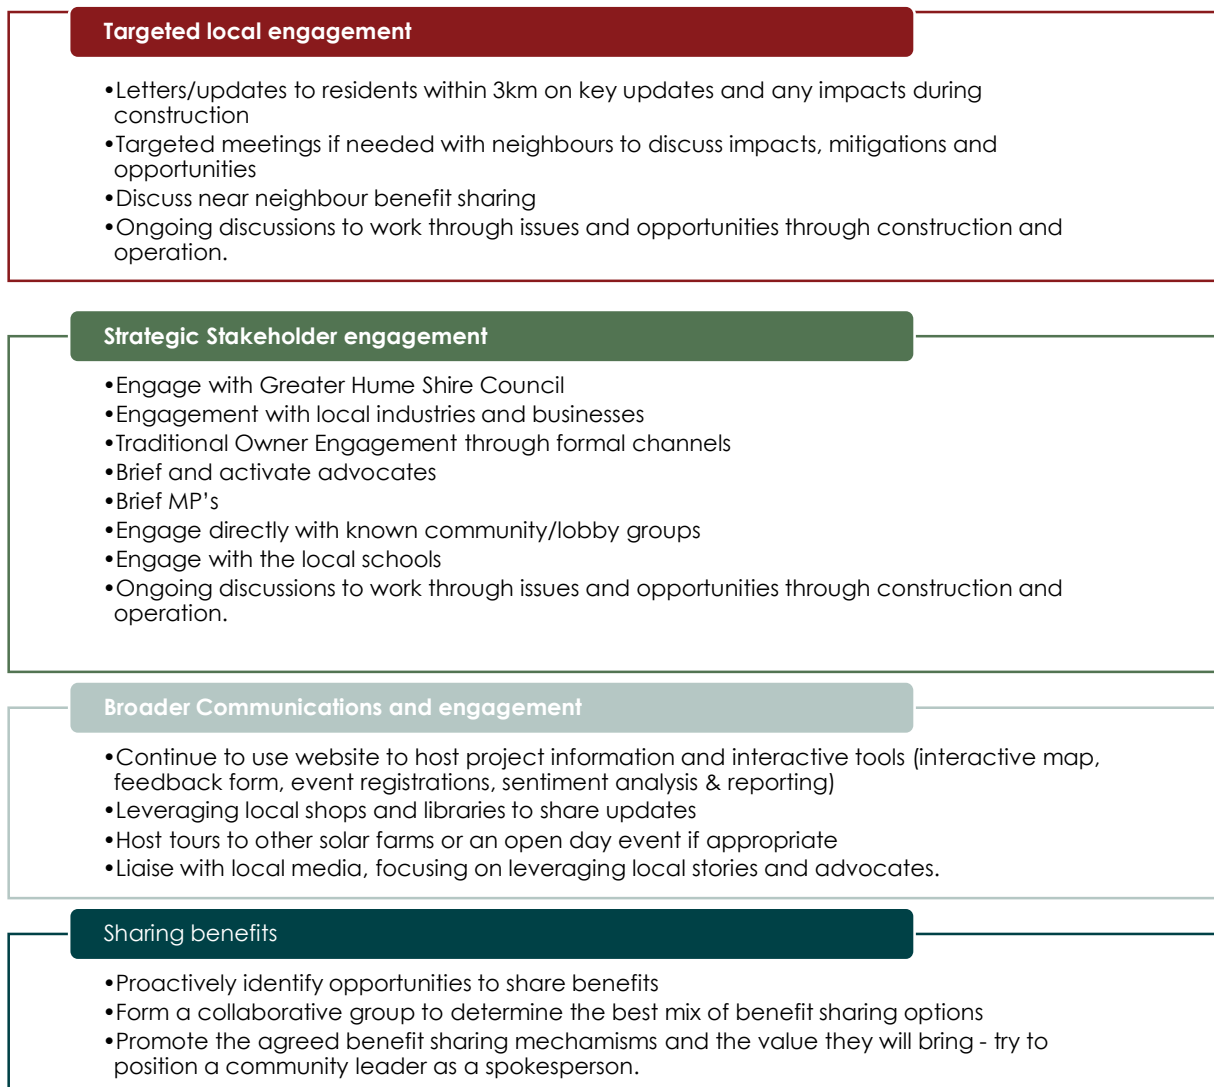 Targeted local engagement
•Letters/updates to residents within 3km on key updates and any impacts during
construction
•Targeted meetings if needed with neighbours to discuss impacts, mitigations and
opportunities
•Discuss near neighbour benefit sharing
•Ongoing discussions to work through issues and opportunities through construction and
operation.
Strategic Stakeholder engagement
•Engage with Greater Hume Shire Council
•Engagement with local industries and businesses
•Traditional Owner Engagement through formal channels
•Brief and activate advocates
•Brief MP’s
•Engage directly with known community/lobby groups
•Engage with the local schools
•Ongoing discussions to work through issues and opportunities through construction and
operation.
Broader Communications and engagement
•Continue to use website to host project information and interactive tools (interactive map,
feedback form, event registrations, sentiment analysis & reporting)
•Leveraging local shops and libraries to share updates
•Host tours to other solar farms or an open day event if appropriate
•Liaise with local media, focusing on leveraging local stories and advocates.
Sharing benefits
•Proactively identify opportunities to share benefits
•Form a collaborative group to determine the best mix of benefit sharing options
•Promote the agreed benefit sharing mechamisms and the value they will bring - try to
position a community leader as a spokesperson.